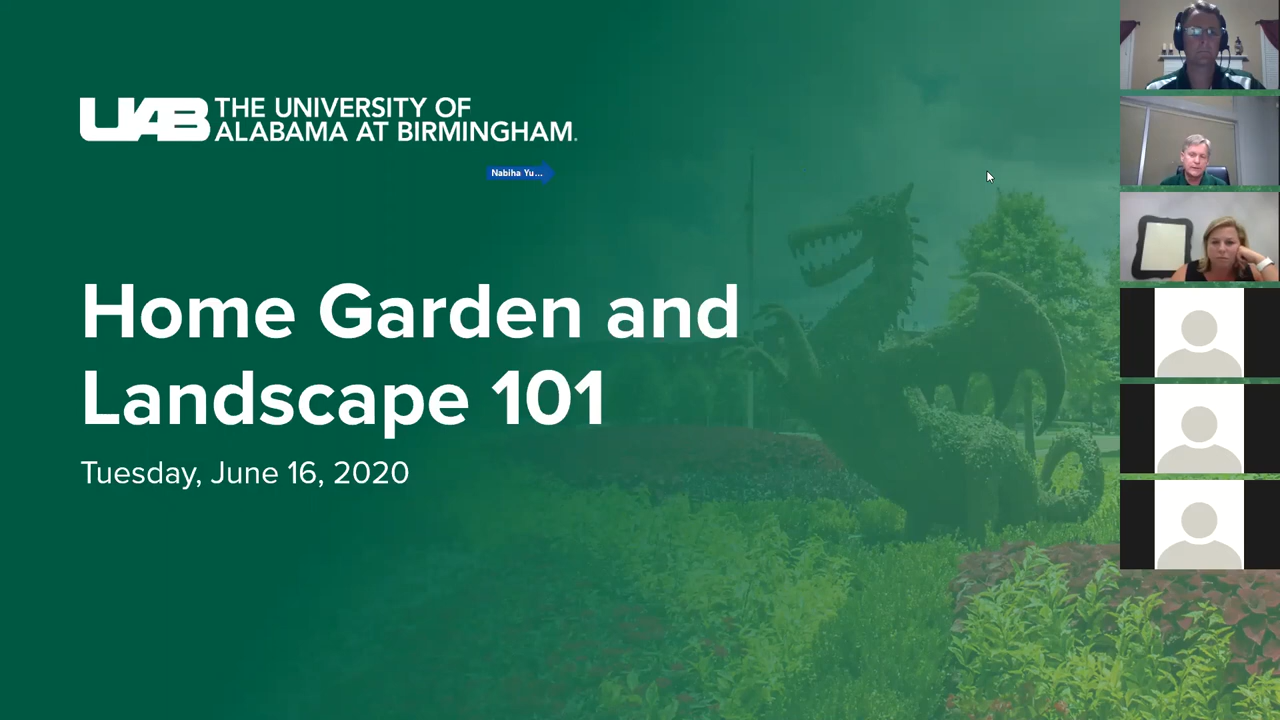 UAB THE UNIVERSITY OF
ALABAMA AT BIRMINGHAM.
Nabiha Yu...
Home Garden and
Landscape 101
Tuesday, June 16, 2020